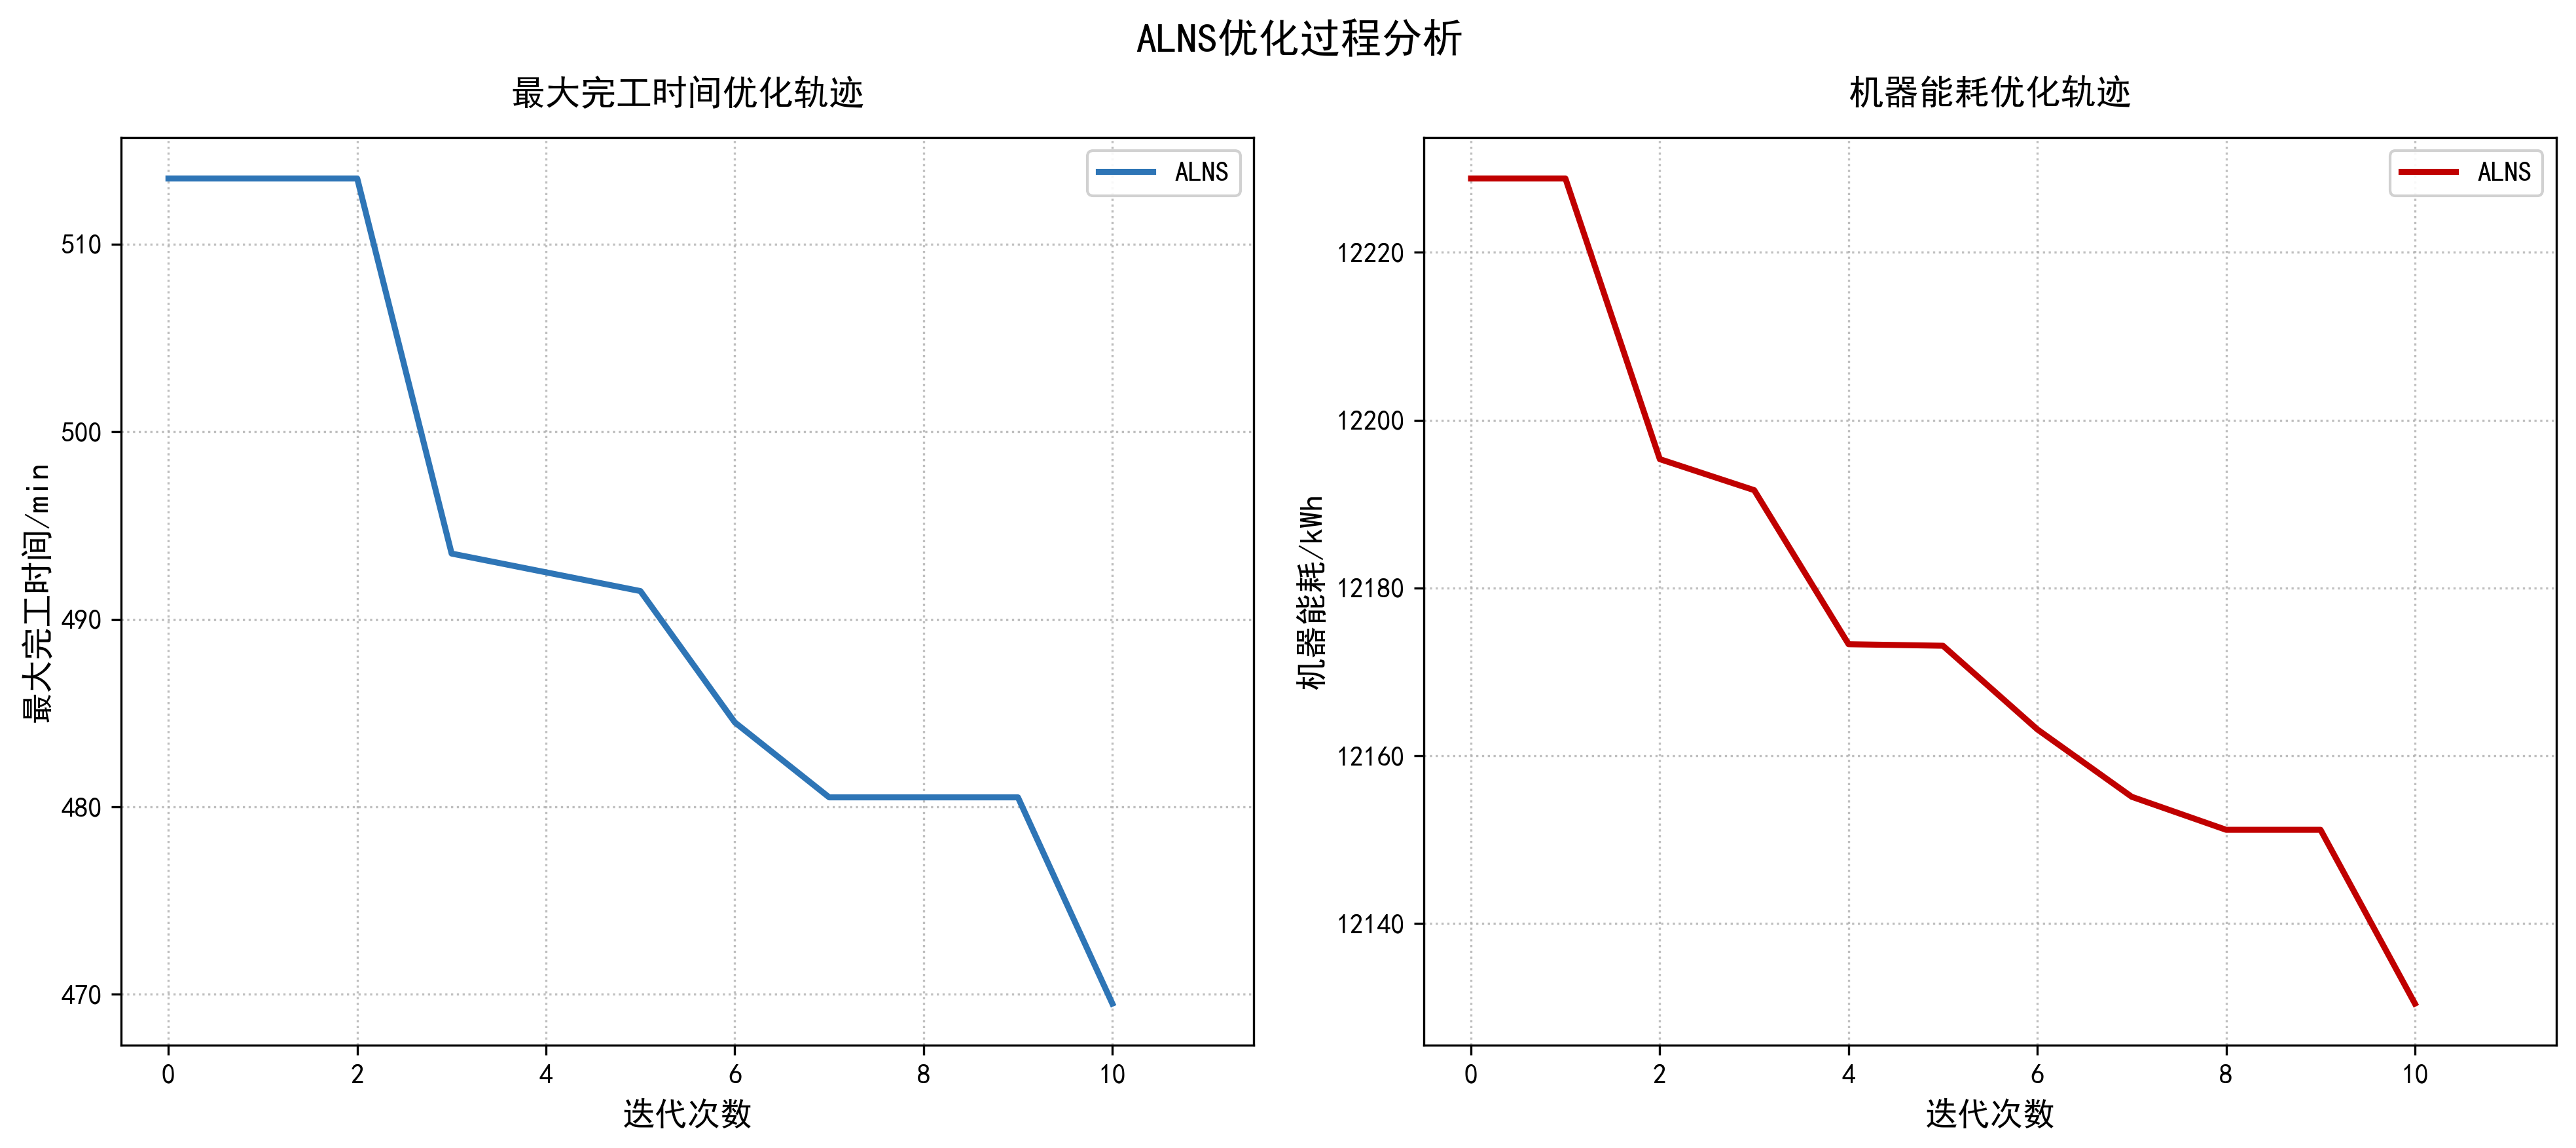 ALNS优化过程分析
最大完工时间优化轨迹
ALNS
510
500
490
480
470
最大完工时间/min
0 2 4 6 8 10
迭代次数
机器能耗优化轨迹
ALNS
12220
12200
12180
12160
12140
机器能耗/kWh
0 2 4 6 8 10
迭代次数